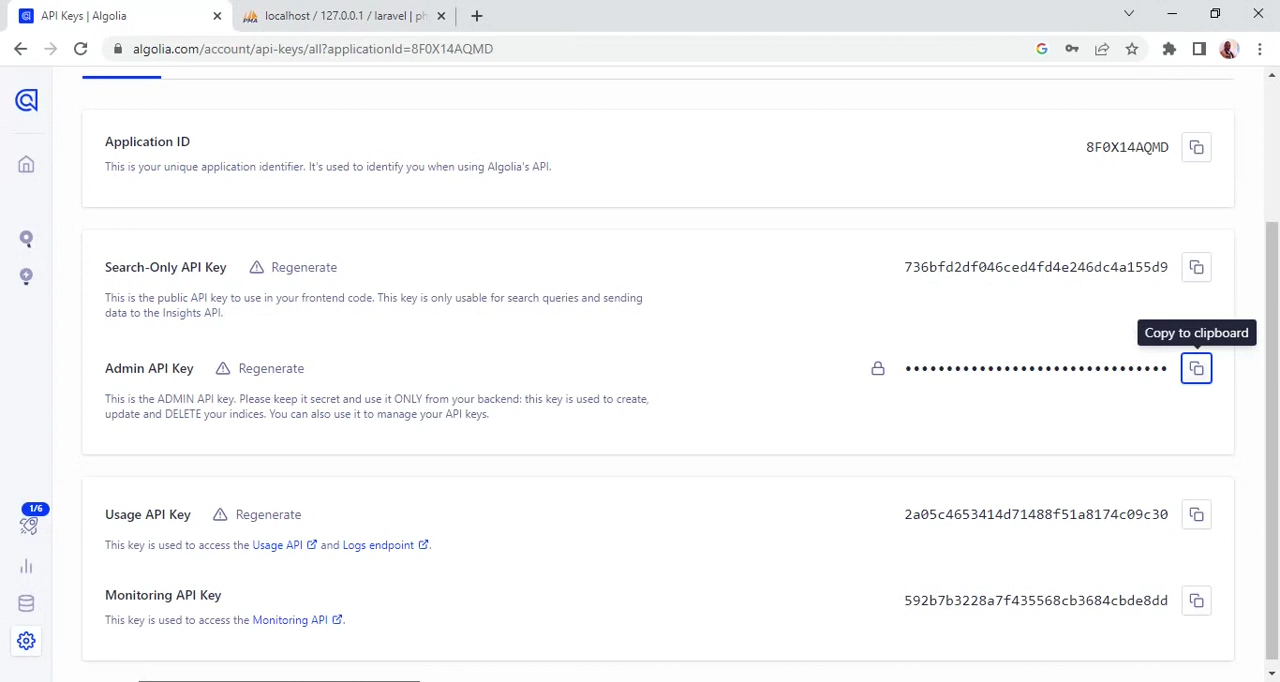 API Keys | Algolia
localhost / 127.0.0.1 / laravel | ph
algolia.com/account/api-keys/all?applicationId=8F0X14AQMD
Application ID
8F0X14AQMD
This is your unique application identifier. It's used to identify you when using Algolia's API.
Search-Only API Key
Regenerate
736bfd2df046ced4fd4e246dc4a155d9
This is the public API key to use in your frontend code. This key is only usable for search queries and sending
data to the Insights API.
Copy to clipboard
Admin API Key
Regenerate
••••••••••••••••••••••••••••••••
This is the ADMIN API key. Please keep it secret and use it ONLY from your backend: this key is used to create,
update and DELETE your indices. You can also use it to manage your API keys.
1/6
Usage API Key
Regenerate
2a05c4653414d71488f51a8174c09c30
This key is used to access the Usage API and Logs endpoint.
Monitoring API Key
592b7b3228a7f435568cb3684cbde8dd
This key is used to access the Monitoring API.